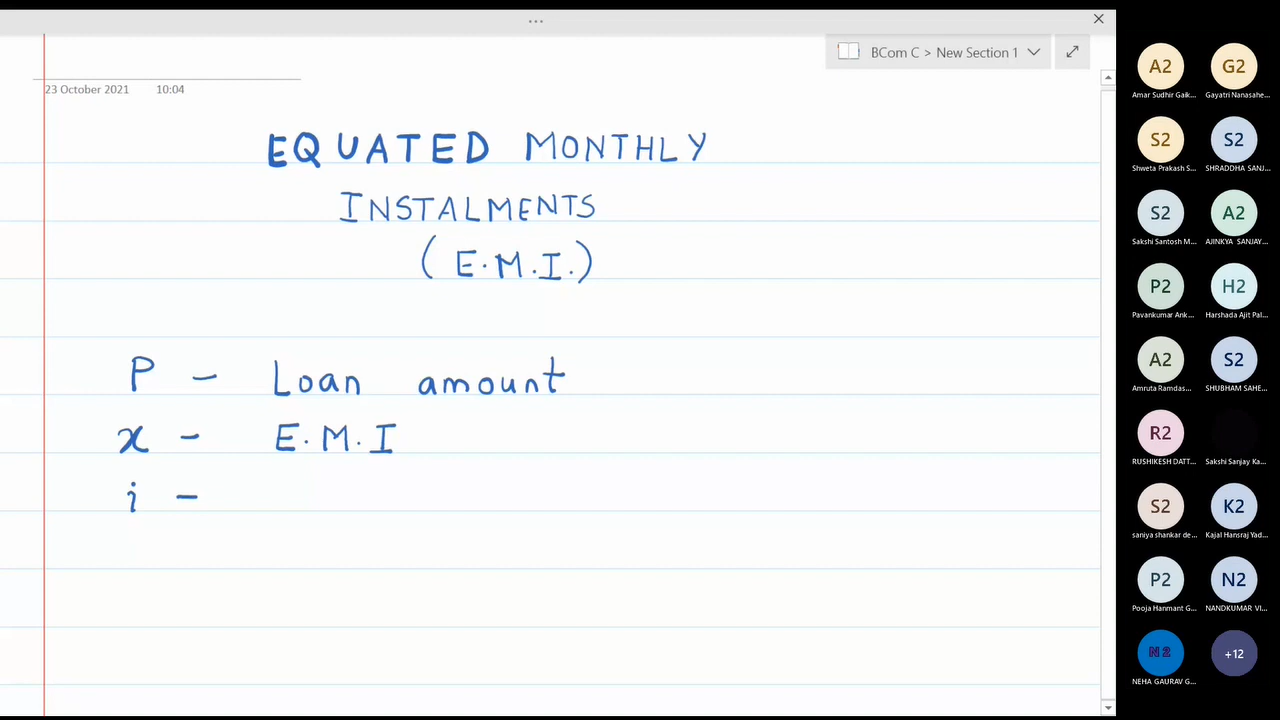 BCom C > New Section 1
23 October 2021 10:04
EQUATED MONTHLY
INSTALMENTS
(E.M.I.)
P - Loan amount
x - E.M.I
i -
A2 G2
Amar Sudhir Gaik... Gayatri Nanasahe...
S2 S2
Shweta Prakash S... SHRADDHA SANJ...
S2 A2
Sakshi Santosh M... AJINKYA SANJAY...
P2 H2
Pavankumar Ank... Harshada Ajit Pal...
A2 S2
Amruta Ramdas... SHUBHAM SAHE...
R2
RUSHIKESH DATT... Sakshi Sanjay Ka...
S2 K2
saniya shankar de... Kajal Hansraj Yad...
P2 N2
Pooja Hanmant G... NANDKUMAR VI...
N2 +12
NEHA GAURAV G...